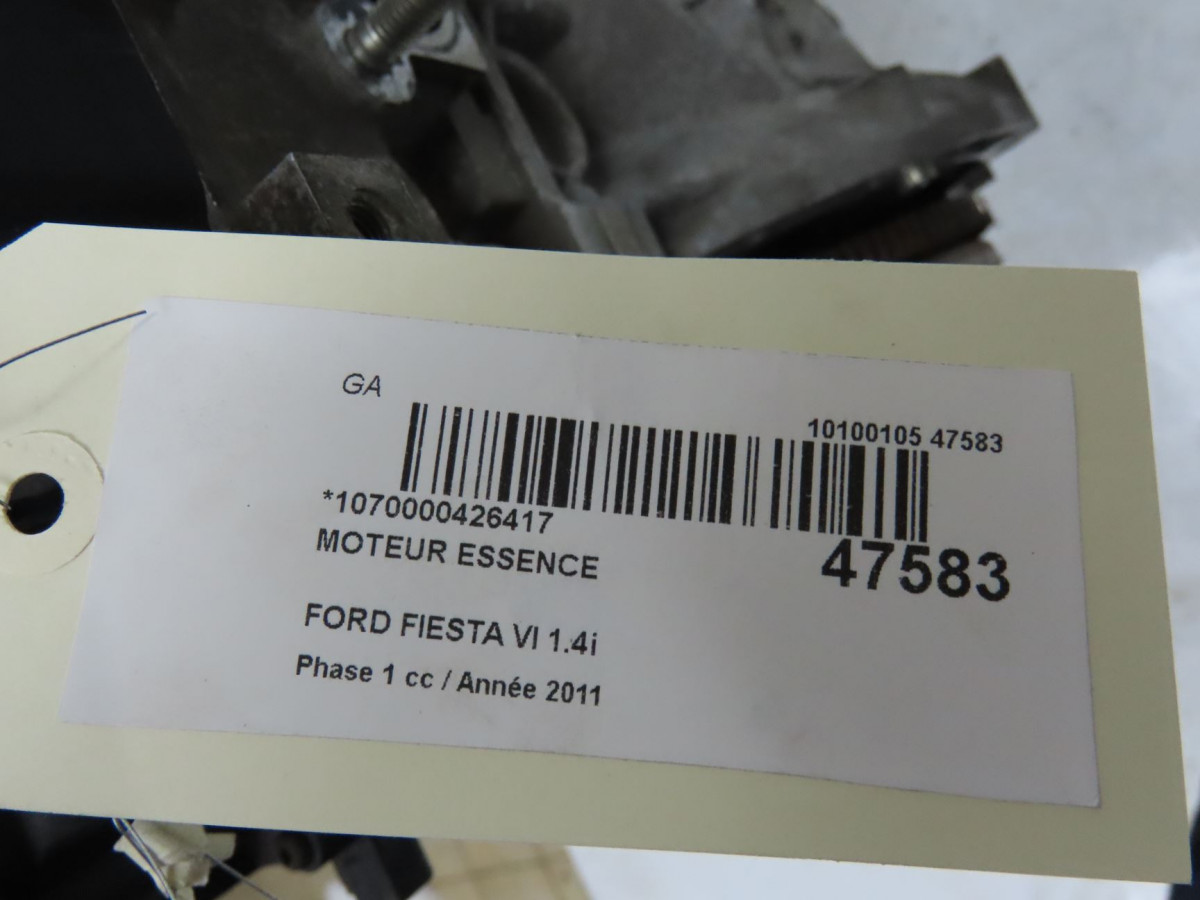 GA
10100105 47583
*1070000426417
47583
MOTEUR ESSENCE
FORD FIESTA VI 1.4i
Phase 1 cc / Année 2011